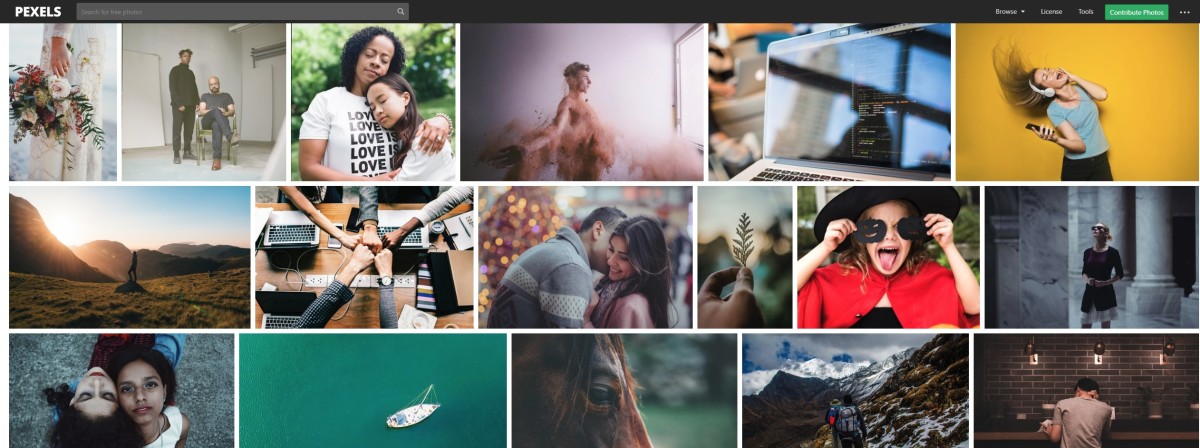 PEXELS
Search for free photos
Browse
License
Tools
Contribute Photos
LOVE
LOVE
LOVE IS
LOVE IS
LOVE IS